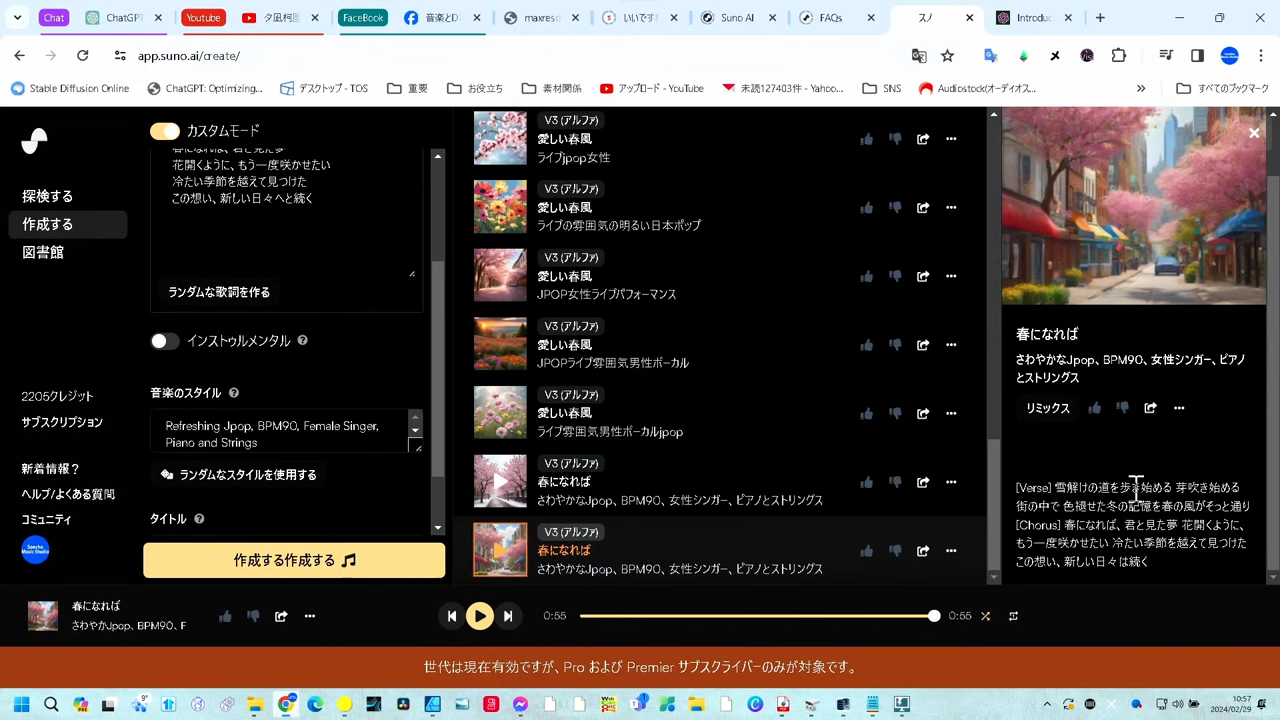 Chat
ChatGPT
Youtube
夕凪柯
FaceBook
音楽とD
maxresc
いいです
Suno AI
FAQs
スノ
Introduc
app.suno.ai/create/
Stable Diffusion Online
ChatGPT: Optimizing...
デスクトップ - TOS
重要
お役立ち
素材関係
アップロード - YouTube
未読127403件 - Yahoo...
SNS
Audiostock(オーディオス...
すべてのブックマーク
カスタムモード
探検する
作成する
図書館
2205クレジット
サブスクリプション
新着情報？
ヘルプ/よくある質問
コミュニティ
花開くように、もう一度咲かせたい
冷たい季節を越えて見つけた
この想い、新しい日々へと続く
ランダムな歌詞を作る
インストゥルメンタル
音楽のスタイル
Refreshing Jpop, BPM90, Female Singer,
Piano and Strings
ランダムなスタイルを使用する
タイトル
作成する作成する
V3 (アルファ)
愛しい春風
ライブjpop女性
V3 (アルファ)
愛しい春風
ライブの雰囲気の明るい日本ポップ
V3 (アルファ)
愛しい春風
JPOP女性ライブパフォーマンス
V3 (アルファ)
愛しい春風
JPOPライブ雰囲気男性ボーカル
V3 (アルファ)
愛しい春風
ライブ雰囲気男性ボーカルjpop
V3 (アルファ)
春になれば
さわやかなJpop、BPM90、女性シンガー、ピアノとストリングス
V3 (アルファ)
春になれば
さわやかなJpop、BPM90、女性シンガー、ピアノとストリングス
春になれば
さわやかなJpop、BPM90、女性シンガー、ピアノ
とストリングス
リミックス
[Verse] 雪解けの道を歩き始める 芽吹き始める
街の中で 色褪せた冬の記憶を春の風がそっと通り
[Chorus] 春になれば、君と見た夢 花開くように、
もう一度咲かせたい 冷たい季節を越えて見つけた
この想い、新しい日々は続く
春になれば
さわやかJpop、BPM90、F
0:55
0:55
世代は現在有効ですが、Pro および Premier サブスクライバーのみが対象です。
9°
10:57
2024/02/29